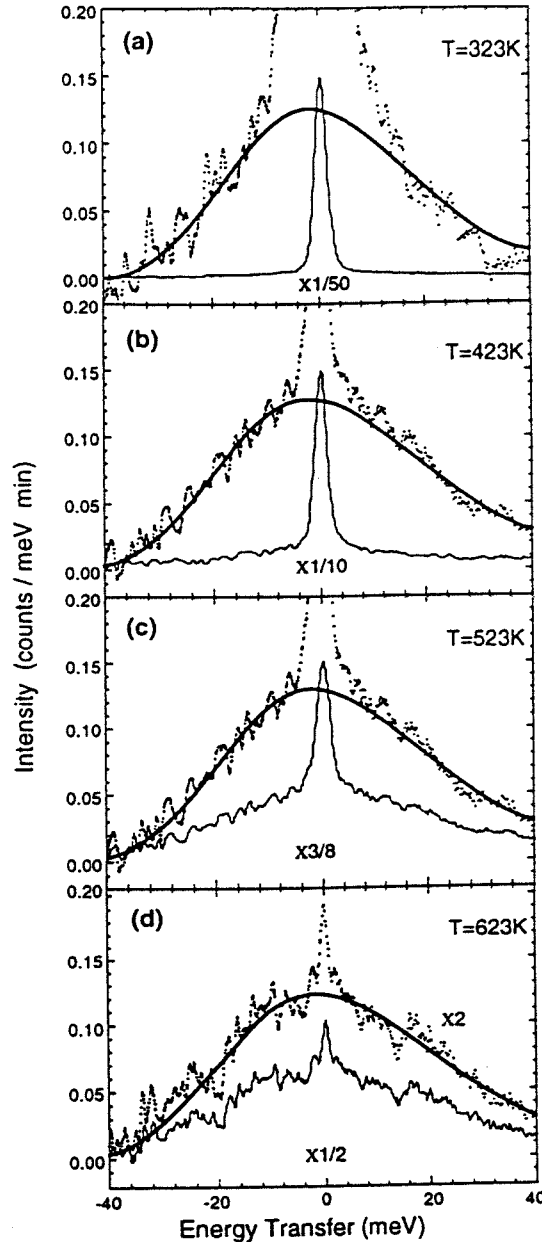 (a)
T=323K
0.20
0.15
0.10
0.05
0.00
X1/50
(b)
T=423K
0.20
0.15
0.10
0.05
0.00
X1/10
(c)
T=523K
0.20
0.15
0.10
0.05
0.00
X3/8
(d)
T=623K
0.20
0.15
0.10
0.05
0.00
X2
X1/2
-40
-20
0
20
40
Intensity (counts / meV min)
Energy Transfer (meV)